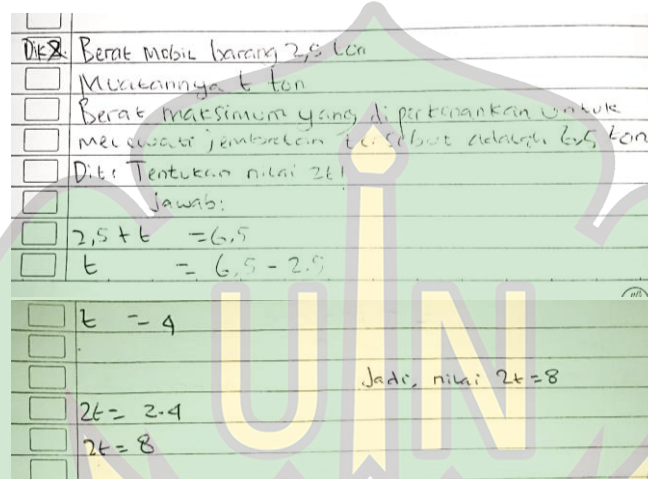 Dik: Berat mobil barang 2,5 ton
Muatannya t ton
Berat maksimum yang diperkenankan untuk
melewati jembatan tersebut adalah 6,5 ton
Dit: Tentukan nilai 2t!
Jawab:
2,5 + t = 6,5
t = 6,5 - 2.5
t = 4
Jadi, nilai 2t = 8
2t = 2.4
2t = 8
UIN